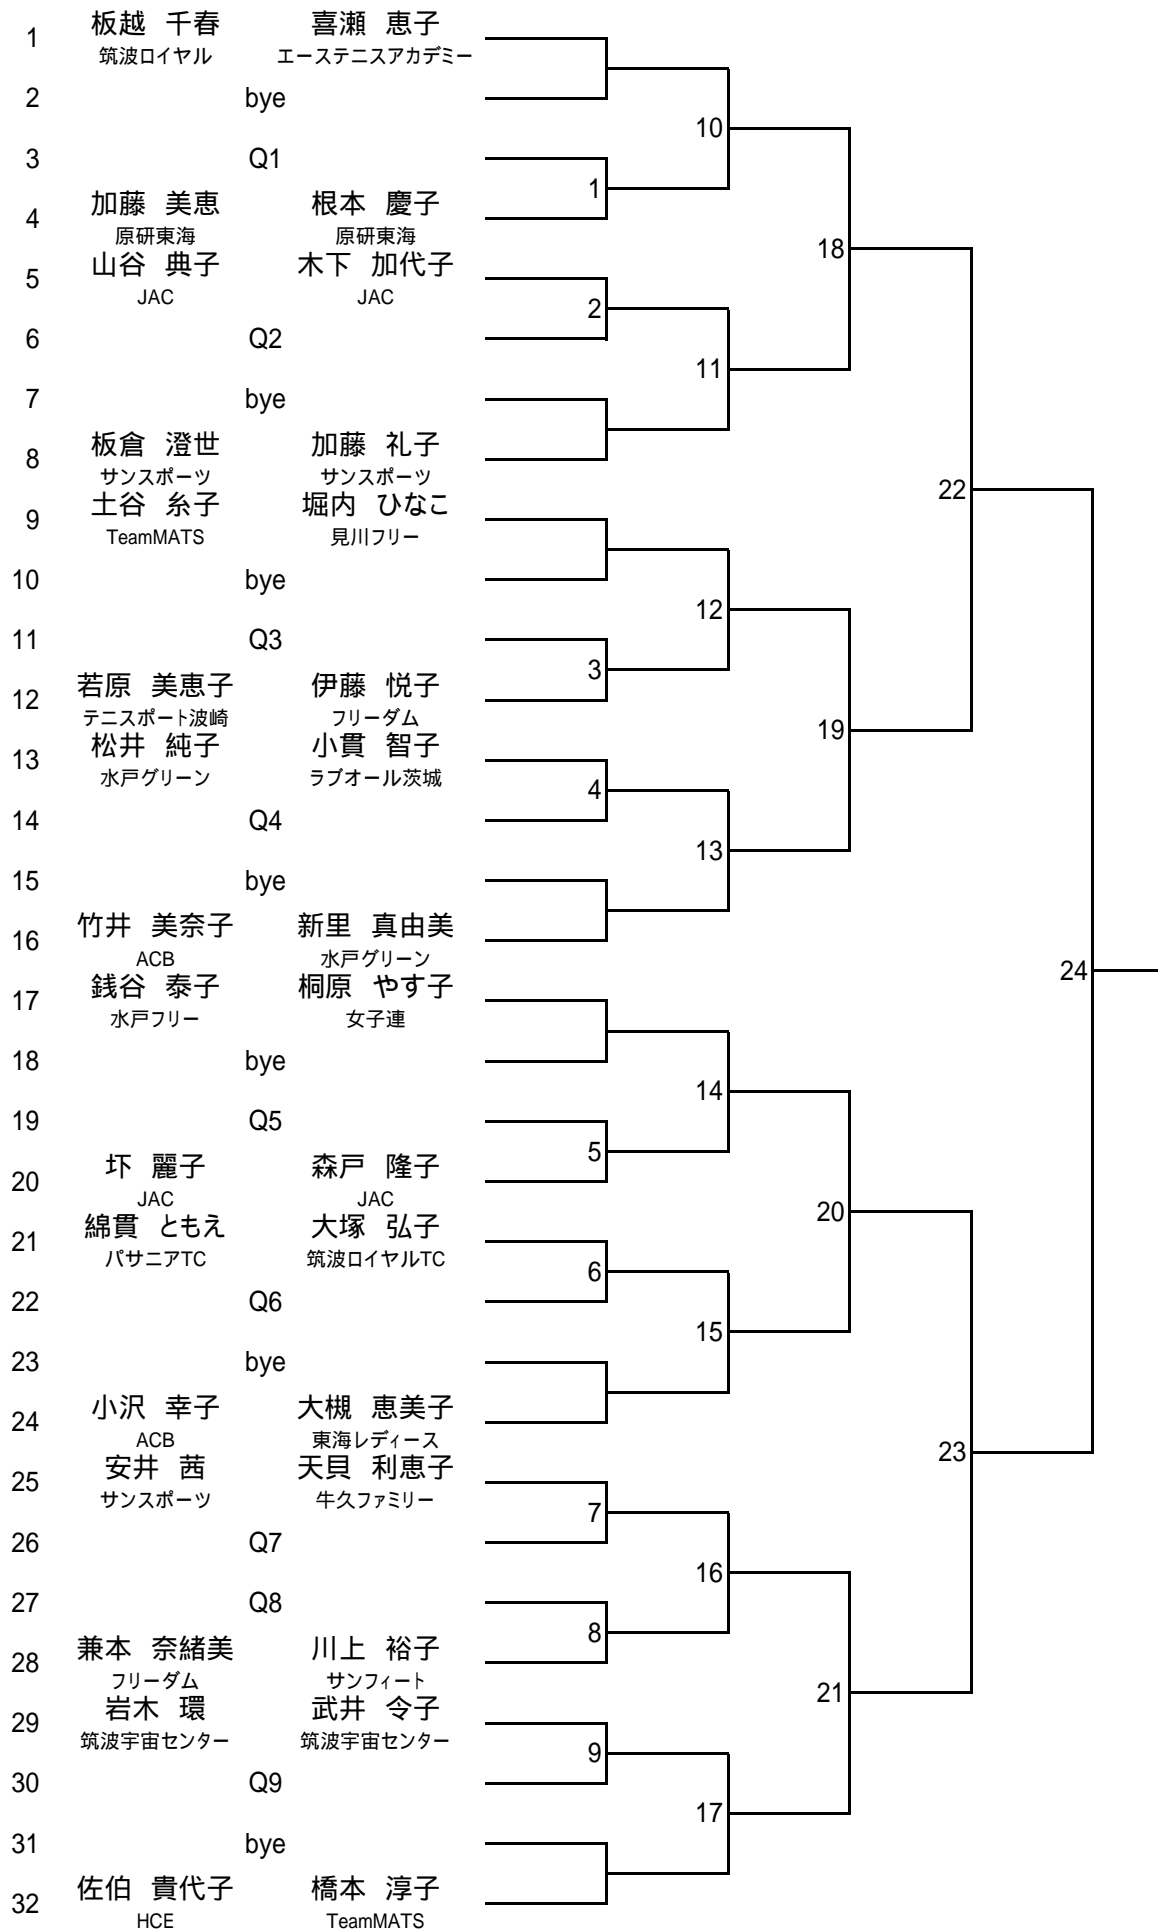 1 板越 千春 喜瀬 恵子
筑波ロイヤル エーステニスアカデミー
2 bye
10
3 Q1
1
4 加藤 美恵 根本 慶子
原研東海 原研東海
18
5 山谷 典子 木下 加代子
JAC JAC
2
6 Q2
11
7 bye
8 板倉 澄世 加藤 礼子
サンスポーツ サンスポーツ
22
9 土谷 糸子 堀内 ひなこ
TeamMATS 見川フリー
10 bye
12
11 Q3
3
12 若原 美恵子 伊藤 悦子
テニスポート波崎 フリーダム
19
13 松井 純子 小貫 智子
水戸グリーン ラブオール茨城
4
14 Q4
13
15 bye
16 竹井 美奈子 新里 真由美
ACB 水戸グリーン
24
17 銭谷 泰子 桐原 やす子
水戸フリー 女子連
18 bye
14
19 Q5
5
20 圷 麗子 森戸 隆子
JAC JAC
20
21 綿貫 ともえ 大塚 弘子
パサニアTC 筑波ロイヤルTC
6
22 Q6
15
23 bye
24 小沢 幸子 大槻 恵美子
ACB 東海レディース
23
25 安井 茜 天貝 利恵子
サンスポーツ 牛久ファミリー
7
26 Q7
16
27 Q8
8
28 兼本 奈緒美 川上 裕子
フリーダム サンフィート
21
29 岩木 環 武井 令子
筑波宇宙センター 筑波宇宙センター
9
30 Q9
17
31 bye
32 佐伯 貴代子 橋本 淳子
HCE TeamMATS